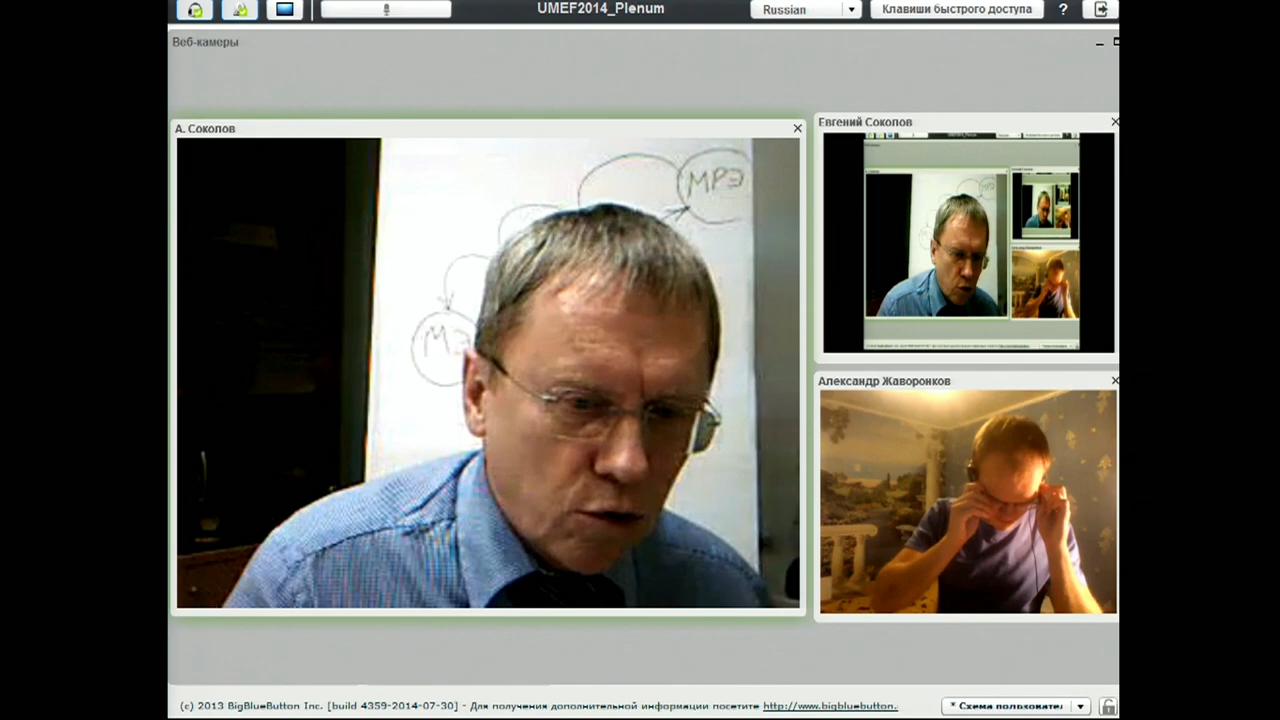 UMEF2014_Plenum
Russian
Клавиши быстрого доступа
?
Веб-камеры
А. Соколов
Евгений Соколов
МРЭ
МЭ
Александр Жаворонков
(c) 2013 BigBlueButton Inc. [build 4359-2014-07-30] - Для получения дополнительной информации посетите http://www.bigbluebutton.
* Схема пользовател